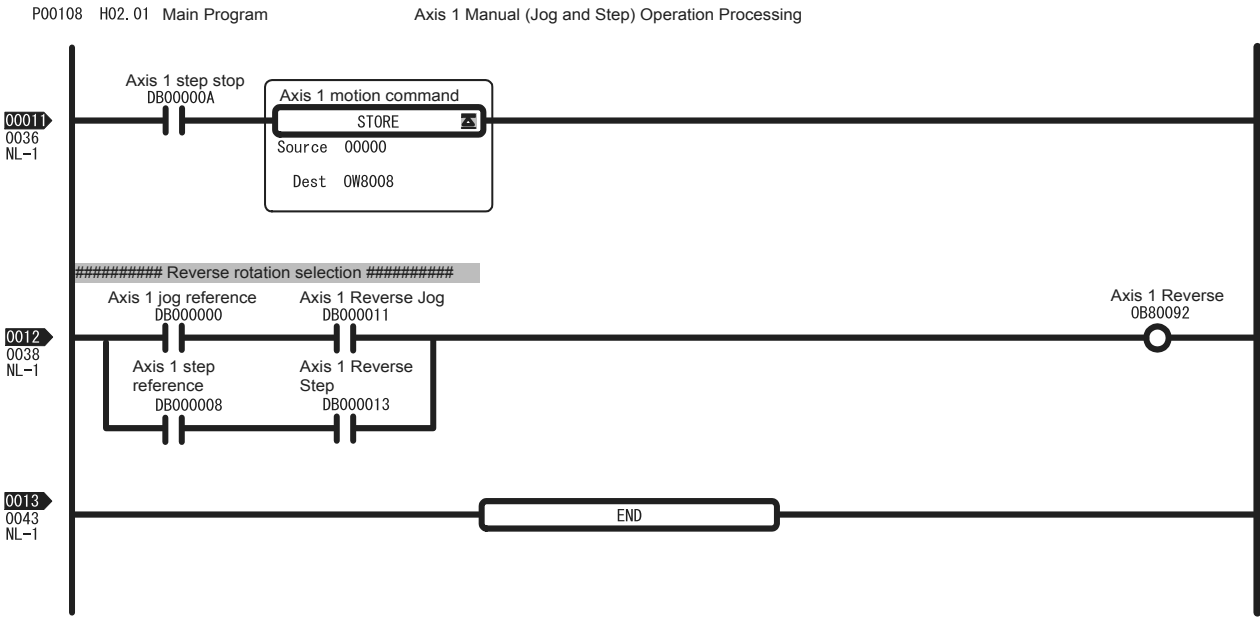 P00108 H02.01 Main Program Axis 1 Manual (Jog and Step) Operation Processing
Axis 1 step stop
DB00000A
Axis 1 motion command
STORE
Source 00000
Dest OW8008
00011
0036
NL-1
########## Reverse rotation selection ##########
Axis 1 jog reference
DB000000
Axis 1 Reverse Jog
DB000011
Axis 1 Reverse
OB80092
0012
0038
NL-1
Axis 1 step
reference
DB000008
Axis 1 Reverse
Step
DB000013
0013
0043
NL-1
END